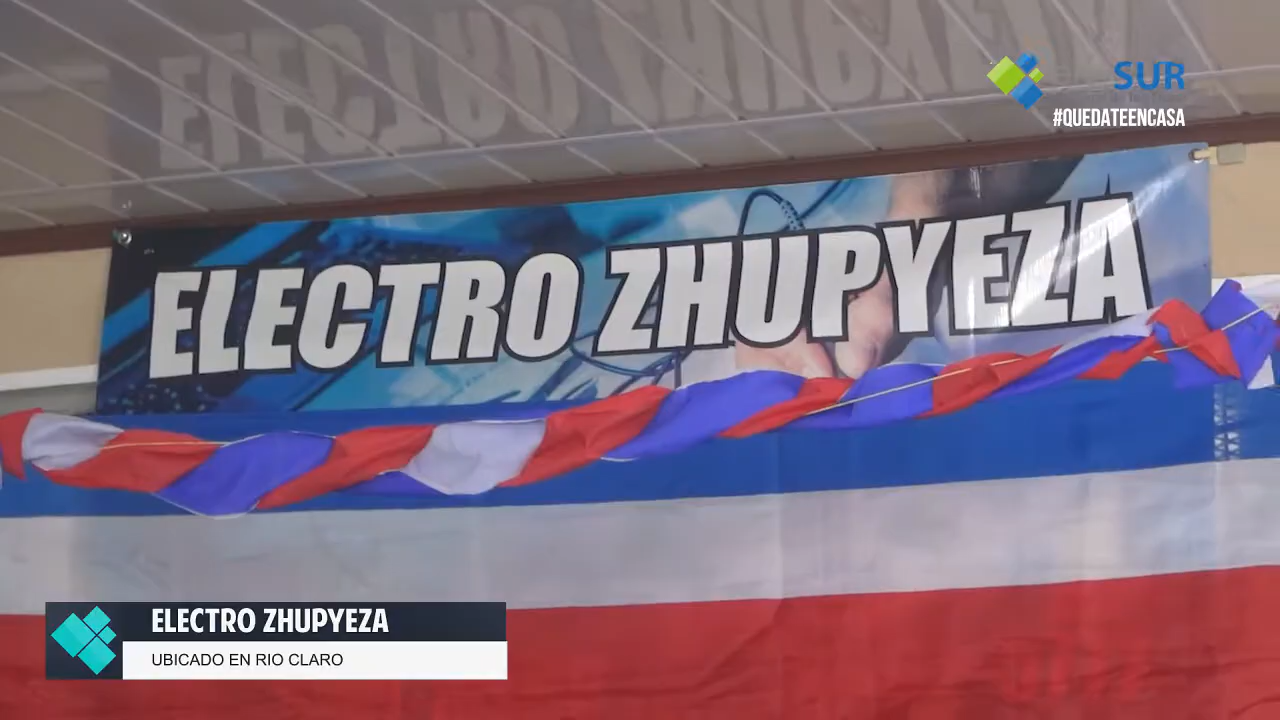 SUR
#QUEDATEENCASA
ELECTRO ZHUPYEZA
ELECTRO ZHUPYEZA
UBICADO EN RIO CLARO